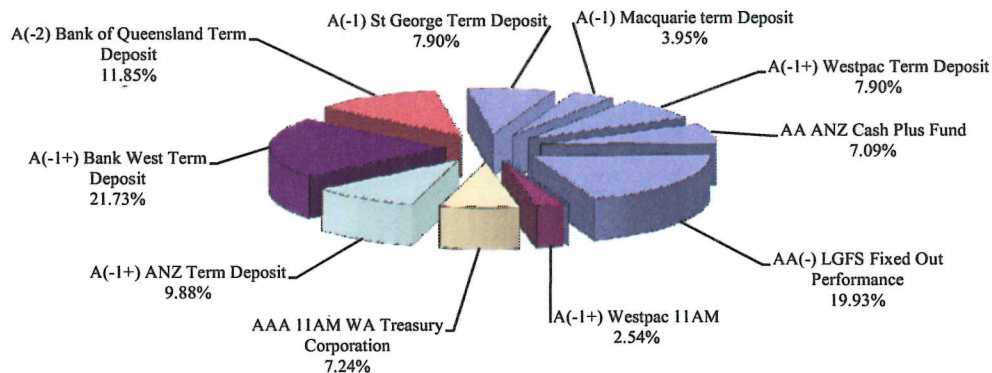 A(-1) St George Term Deposit
7.90%
A(-1) Macquarie term Deposit
3.95%
A(-2) Bank of Queensland Term
Deposit
11.85%
A(-1+) Westpac Term Deposit
7.90%
AA ANZ Cash Plus Fund
7.09%
A(-1+) Bank West Term
Deposit
21.73%
AA(-) LGFS Fixed Out
Performance
19.93%
A(-1+) ANZ Term Deposit
9.88%
A(-1+) Westpac 11AM
2.54%
AAA 11AM WA Treasury
Corporation
7.24%